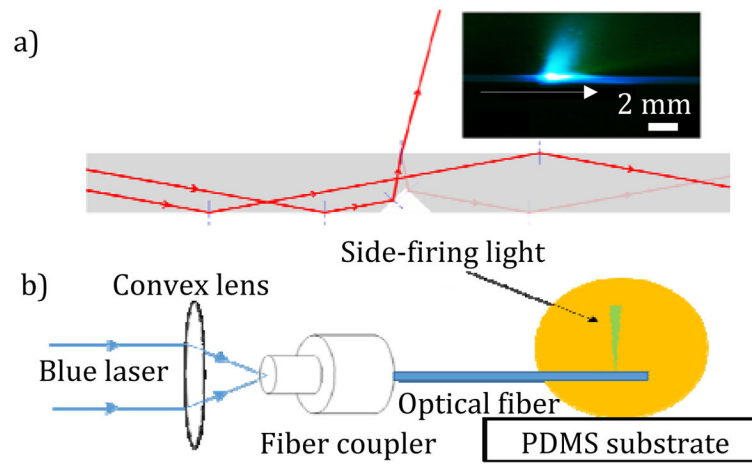 a)
2 mm
Side-firing light
b)
Convex lens
Blue laser
Optical fiber
Fiber coupler
PDMS substrate